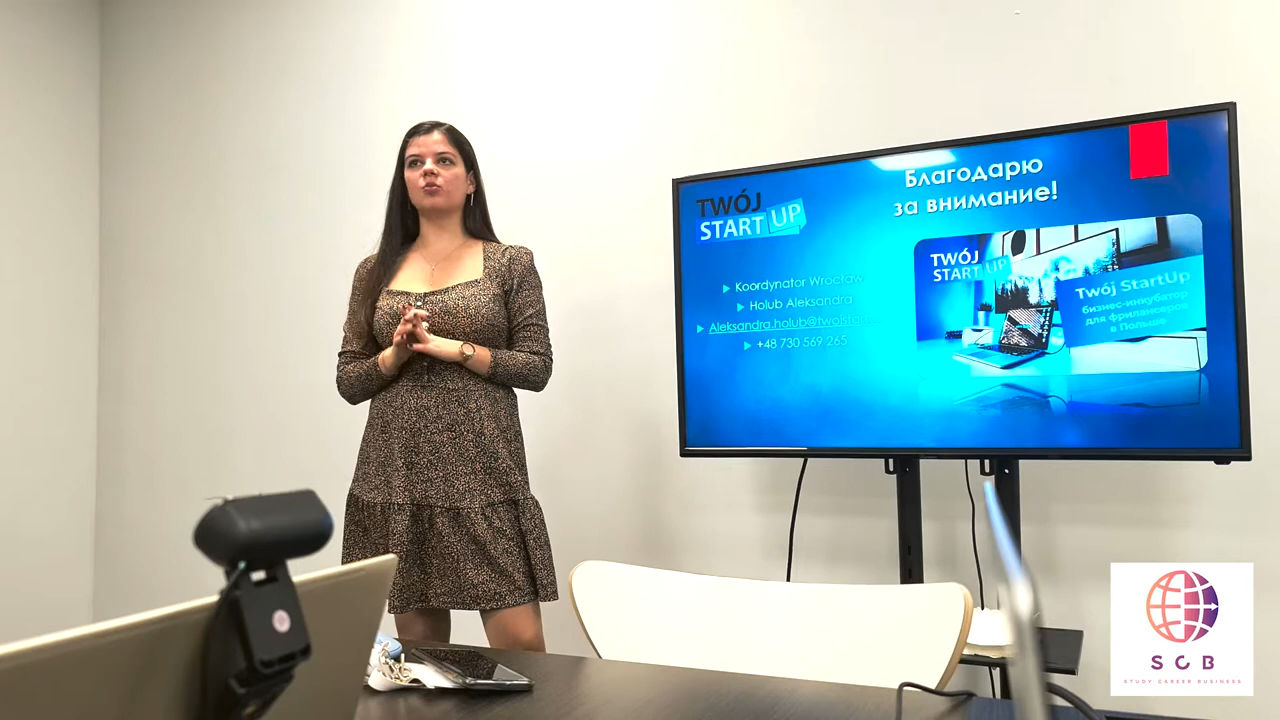 TWÓJ
START UP
Благодарю
за внимание!
Koordynator Wrocław
Holub Aleksandra
+48 730 569 265
TWÓJ
START UP
Twój StartUp
бизнес-инкубатор
для фрилансеров
в Польше
S C B
STUDY CAREER BUSINESS